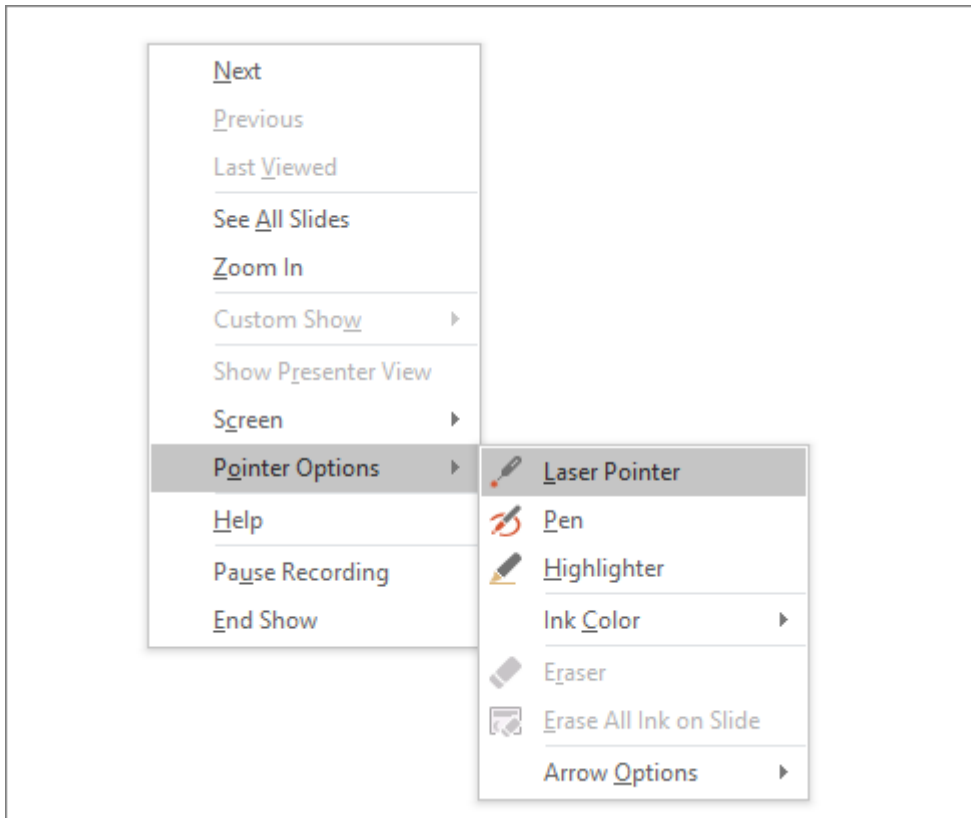 Next
Previous
Last Viewed
See All Slides
Zoom In
Custom Show
Show Presenter View
Screen
Pointer Options
Help
Pause Recording
End Show
Laser Pointer
Pen
Highlighter
Ink Color
Eraser
Erase All Ink on Slide
Arrow Options